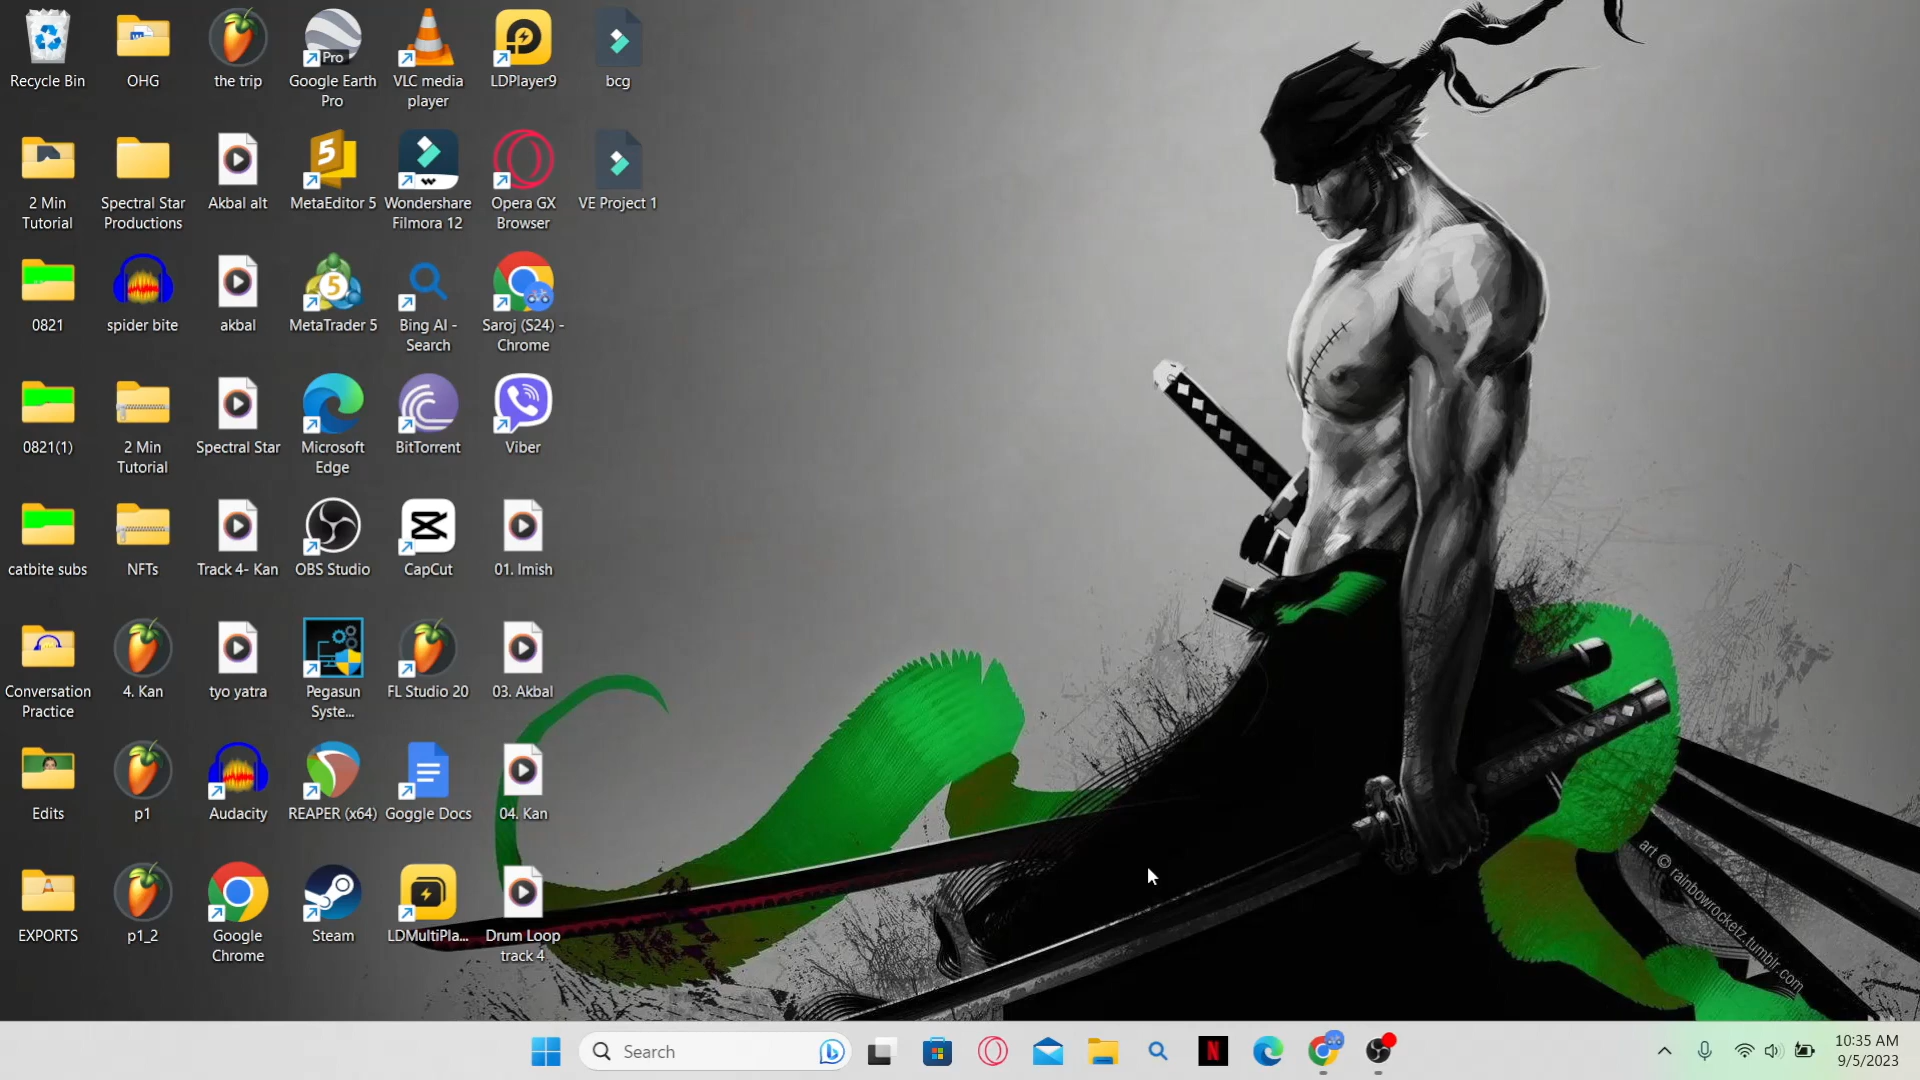 Recycle Bin
OHG
the trip
Pro
Google Earth
Pro
VLC media
player
LDPlayer9
bcg
2 Min
Tutorial
Spectral Star
Productions
Akbal alt
5
MetaEditor 5
Wondershare
Filmora 12
Opera GX
Browser
VE Project 1
0821
spider bite
akbal
5
MetaTrader 5
Bing AI -
Search
Saroj (S24) -
Chrome
0821(1)
2 Min
Tutorial
Spectral Star
Microsoft
Edge
BitTorrent
Viber
catbite subs
NFTs
Track 4- Kan
OBS Studio
CapCut
01. Imish
Conversation
Practice
4. Kan
tyo yatra
Pegasun
Syste...
FL Studio 20
03. Akbal
Edits
p1
Audacity
REAPER (x64)
Goggle Docs
04. Kan
EXPORTS
p1_2
Google
Chrome
Steam
LDMultiPla...
Drum Loop
track 4
art © rainbowrocketz.tumblr.com
Search
N
10:35 AM
9/5/2023